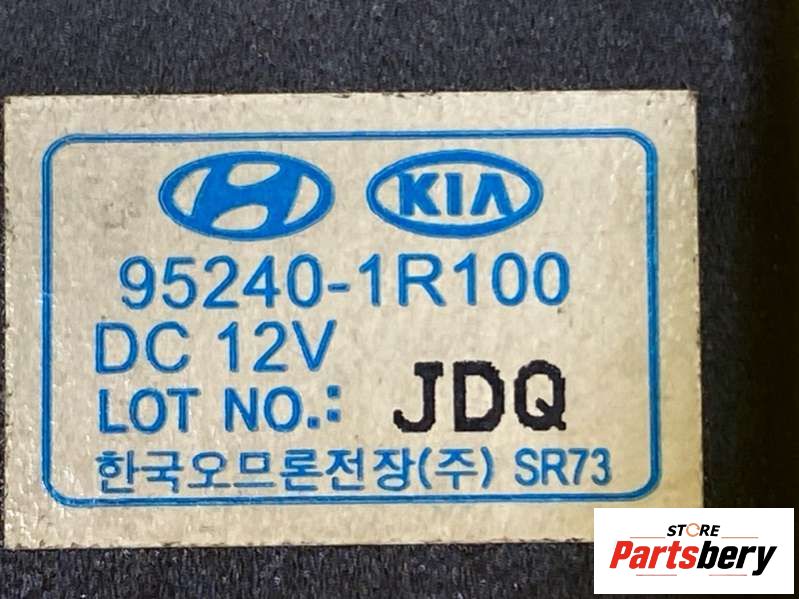 KIA
95240-1R100
DC 12V
LOT NO.: JDQ
한국오므론전장(주) SR73
STORE
Partsbery